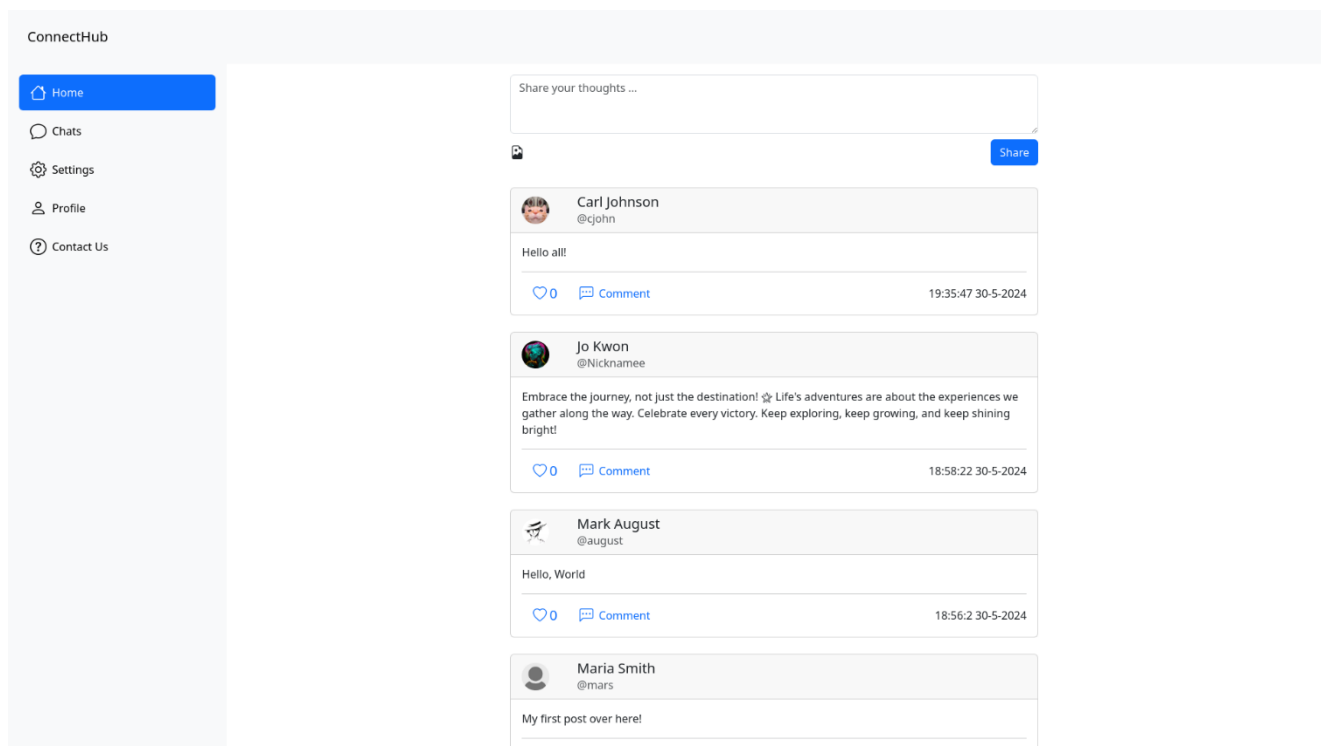 ConnectHub
Home
Chats
Settings
Profile
Contact Us
Share your thoughts ...
Share
Carl Johnson
@cjohn
Hello all!
0 Comment 19:35:47 30-5-2024
Jo Kwon
@Nicknamee
Embrace the journey, not just the destination! ☆ Life's adventures are about the experiences we
gather along the way. Celebrate every victory. Keep exploring, keep growing, and keep shining
bright!
0 Comment 18:58:22 30-5-2024
Mark August
@august
Hello, World
0 Comment 18:56:2 30-5-2024
Maria Smith
@mars
My first post over here!